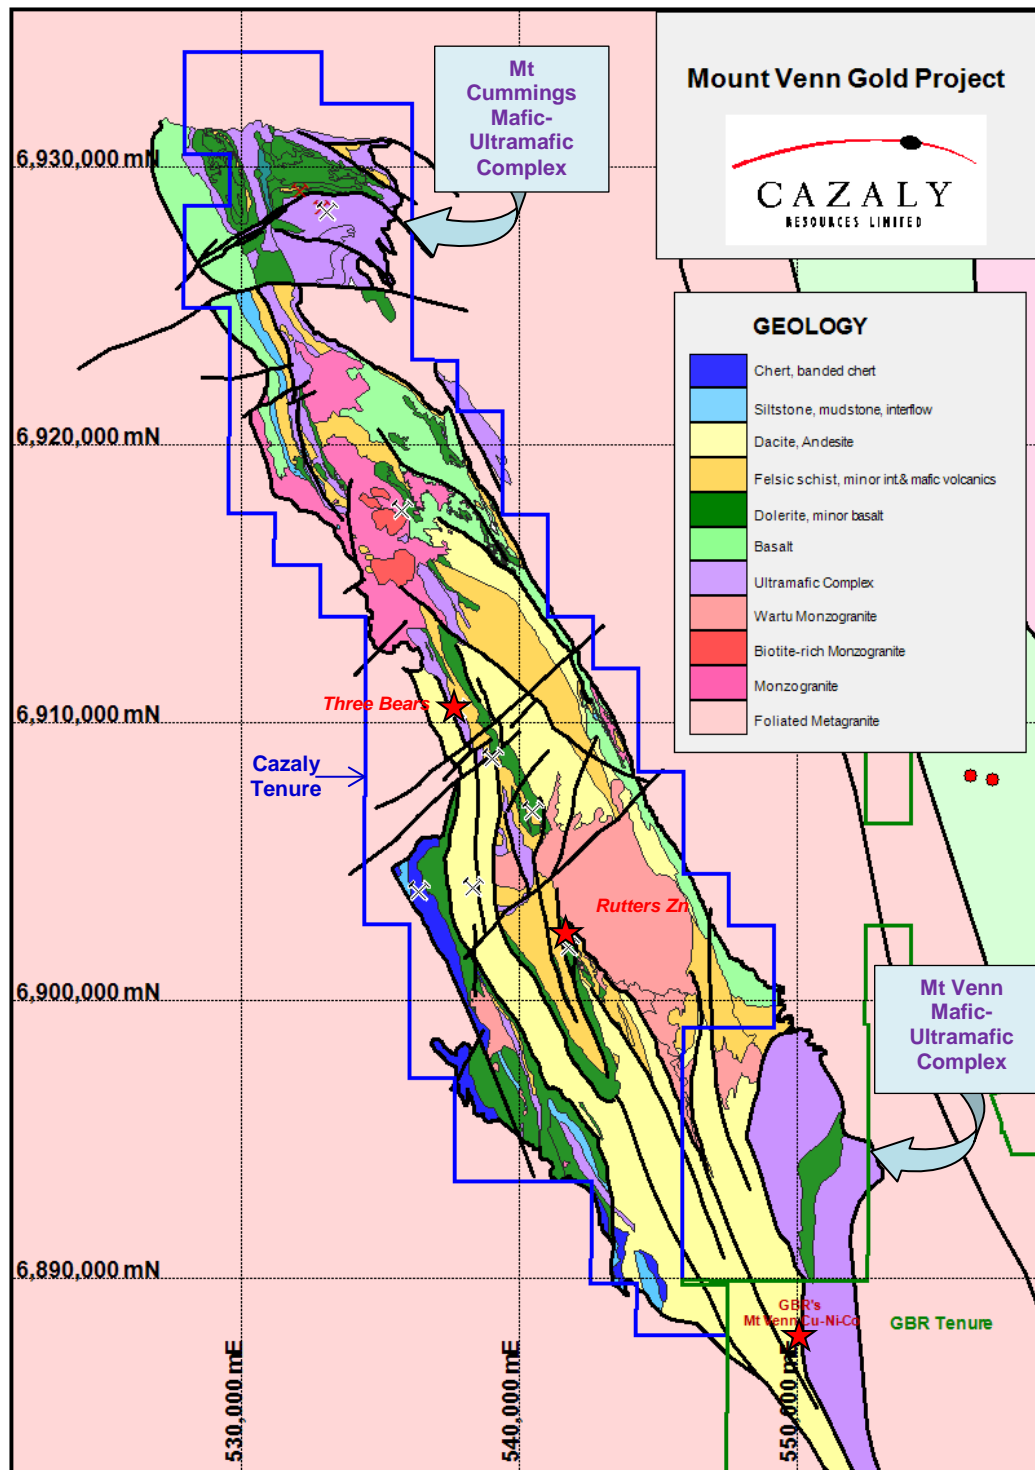 Mount Venn Gold Project
CAZALY
RESOURCES LIMITED
Mt
Cummings
Mafic-
Ultramafic
Complex
6,930,000 mN
GEOLOGY
Chert, banded chert
Siltstone, mudstone, interflow
Dacite, Andesite
Felsic schist, minor int.& mafic volcanics
Dolerite, minor basalt
Basalt
Ultramafic Complex
Wartu Monzogranite
Biotite-rich Monzogranite
Monzogranite
Foliated Metagranite
6,920,000 mN
6,910,000 mN
Three Bears
Cazaly
Tenure
Rutters Zn
6,900,000 mN
Mt Venn
Mafic-
Ultramafic
Complex
6,890,000 mN
GBR's
Mt Venn Cu-Ni-Co
GBR Tenure
530,000 mE
540,000 mE
550,000 mE